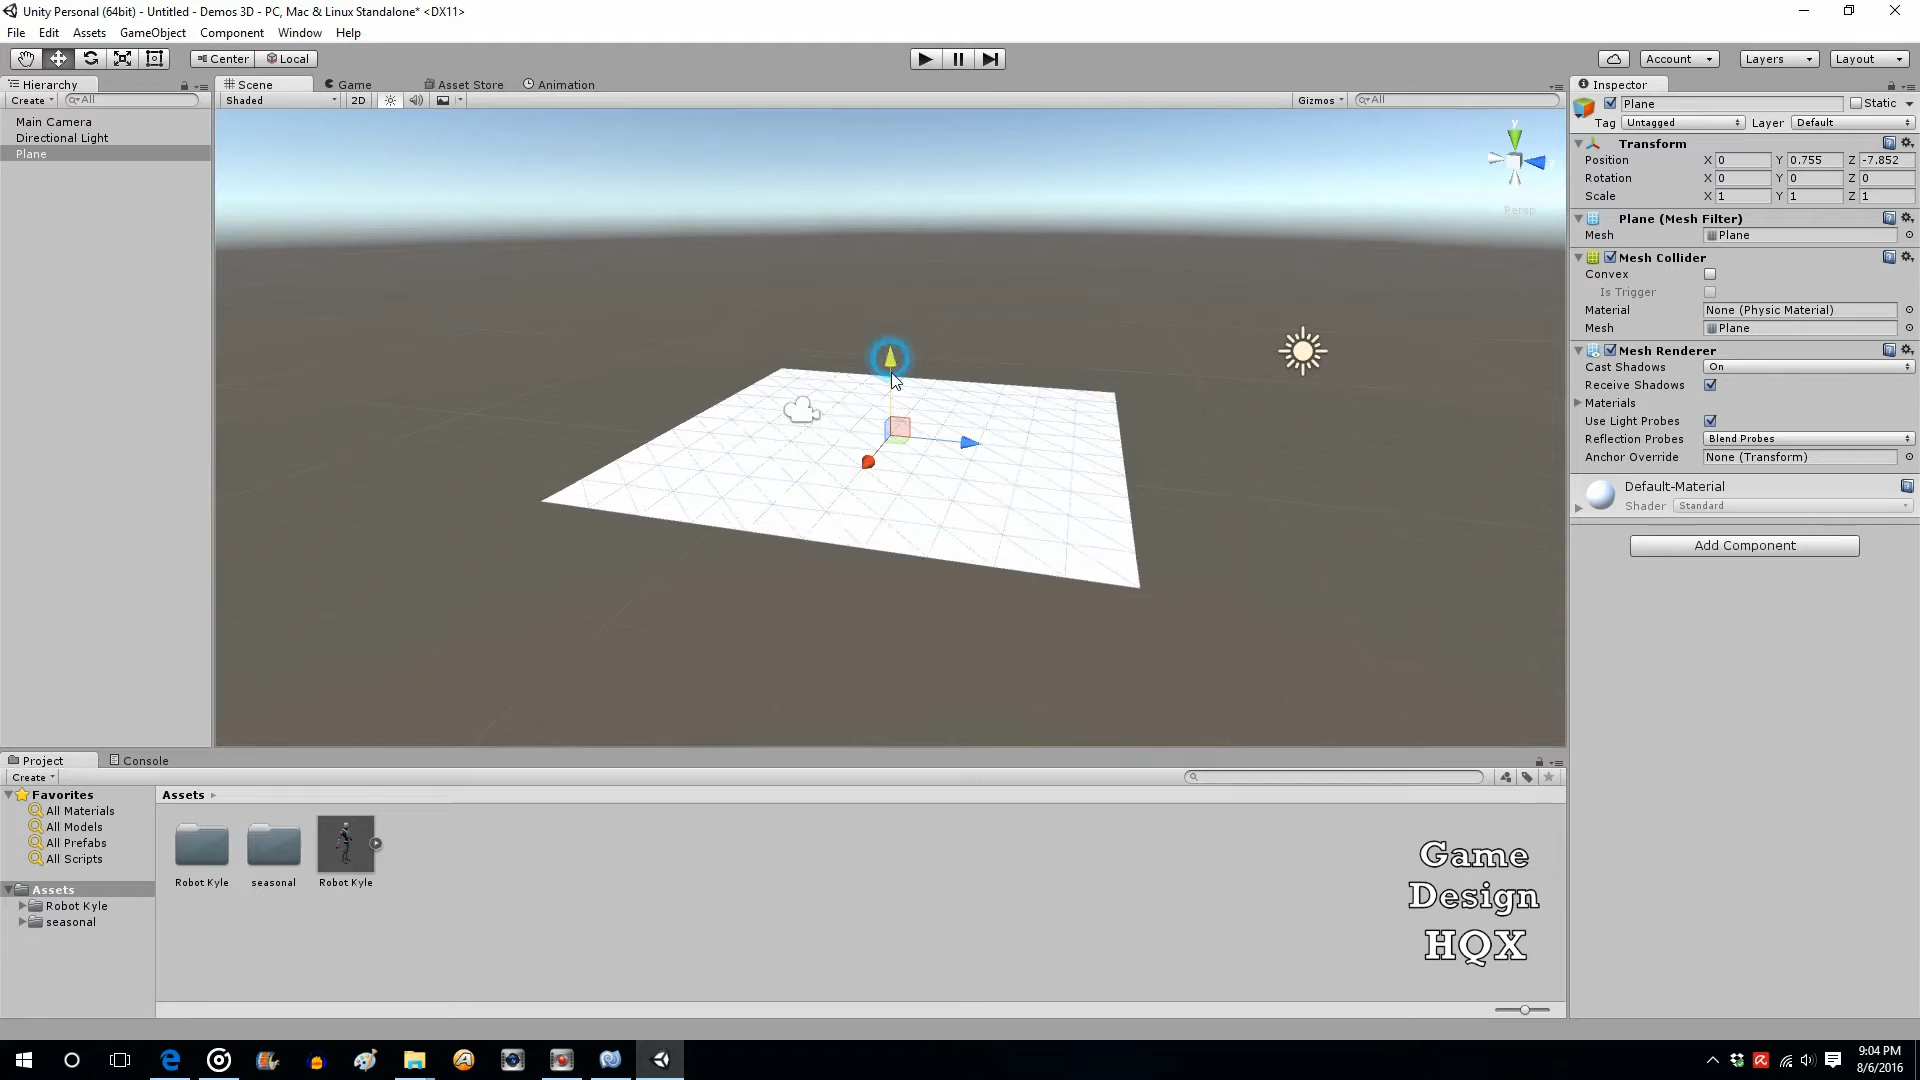 Unity Personal (64bit) - Untitled - Demos 3D - PC, Mac & Linux Standalone* <DX11>
File Edit Assets GameObject Component Window Help
Center Local
Account Layers Layout
Hierarchy
Create All
Main Camera
Directional Light
Plane
Scene Game Asset Store Animation
Shaded 2D Gizmos All
y
Persp
Inspector
Plane Static
Tag Untagged Layer Default
Transform
Position X 0 Y 0.755 Z -7.852
Rotation X 0 Y 0 Z 0
Scale X 1 Y 1 Z 1
Plane (Mesh Filter)
Mesh Plane
Mesh Collider
Convex
Is Trigger
Material None (Physic Material)
Mesh Plane
Mesh Renderer
Cast Shadows On
Receive Shadows
Materials
Use Light Probes
Reflection Probes Blend Probes
Anchor Override None (Transform)
Default-Material
Shader Standard
Add Component
Project Console
Create
Favorites
All Materials
All Models
All Prefabs
All Scripts
Assets
Robot Kyle
seasonal
Assets
Robot Kyle seasonal Robot Kyle
Game
Design
HQX
9:04 PM
8/6/2016